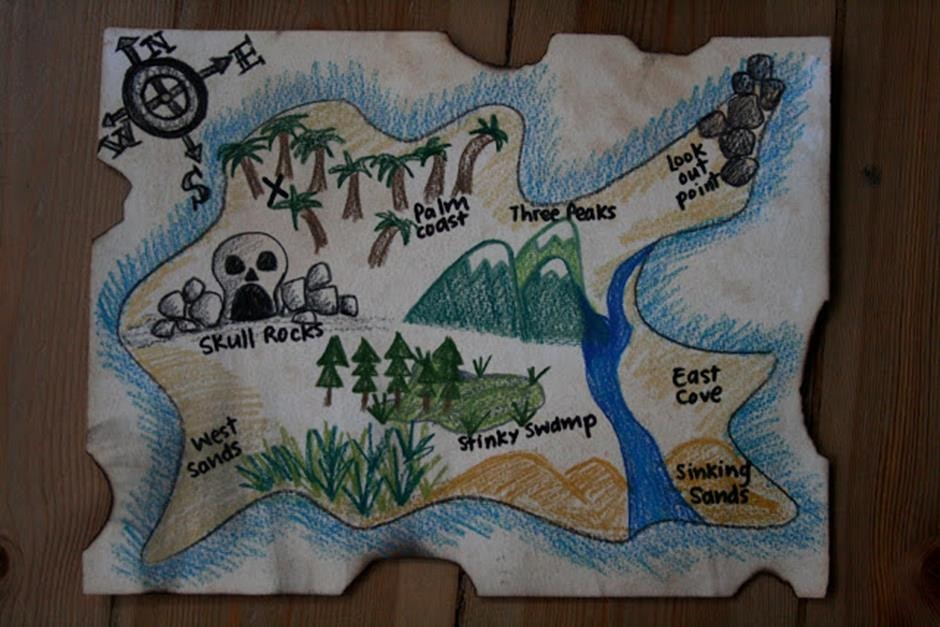 N
E
W
S
X
Palm
coast
Three Peaks
Look
out
point
Skull Rocks
East
Cove
West
Sands
Stinky Swamp
Sinking
Sands